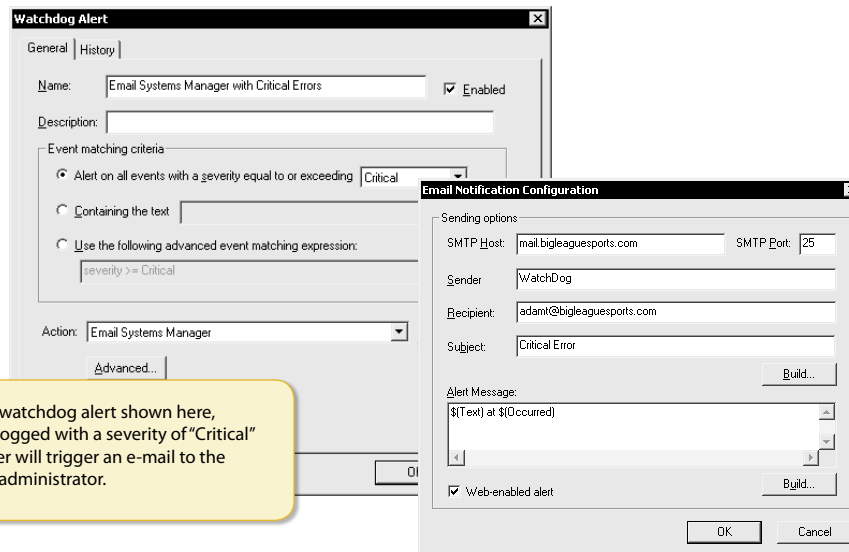 Watchdog Alert
General
History
Name:
Email Systems Manager with Critical Errors
Enabled
Description:
Event matching criteria
Alert on all events with a severity equal to or exceeding
Critical
Containing the text
Use the following advanced event matching expression:
severity >= Critical
Action:
Email Systems Manager
Advanced...
watchdog alert shown here,
ogged with a severity of “Critical”
er will trigger an e-mail to the
administrator.
Email Notification Configuration
Sending options
SMTP Host:
mail.bigleaguesports.com
SMTP Port:
25
Sender
WatchDog
Recipient:
adamt@bigleaguesports.com
Subject:
Critical Error
Build...
Alert Message:
$(Text) at $(Occurred)
Web-enabled alert
Build...
OK
Cancel